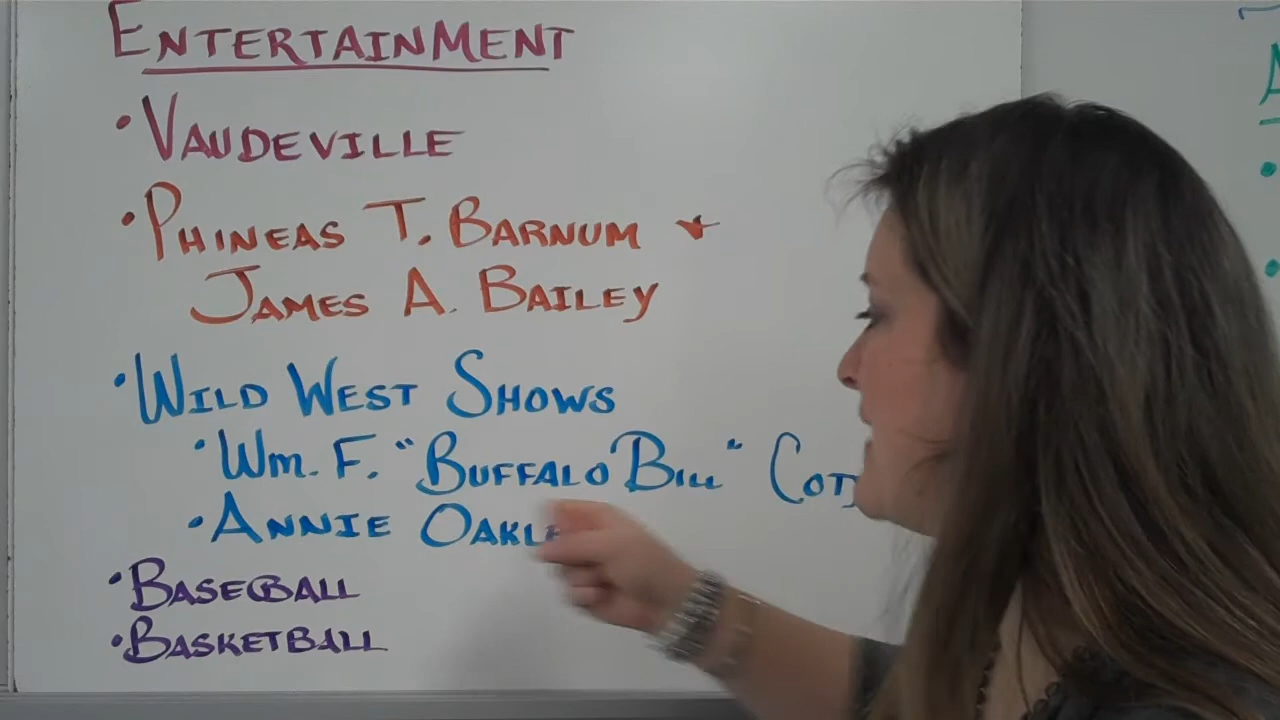 ENTERTAINMENT
• VAUDEVILLE
• PHINEAS T. BARNUM +
JAMES A. BAILEY
• WILD WEST SHOWS
• WM. F. "BUFFALO BILL"
• ANNIE
• BASEBALL
• BASKETBALL